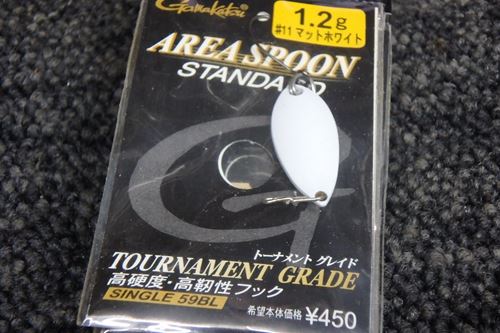 Gamakatsu
1.2g
#11 マットホワイト
AREA SPOON
STANDARD
G
トーナメント グレイド
TOURNAMENT GRADE
高硬度・高靭性フック
SINGLE 59BL
希望本体価格 ¥450